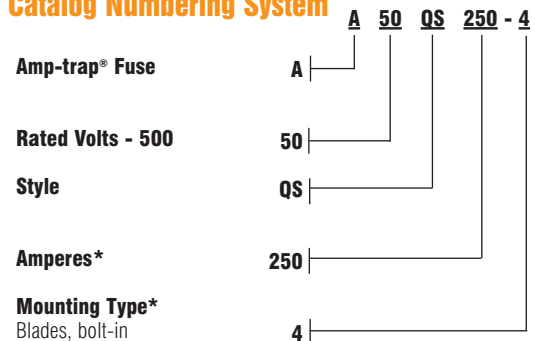 Catalog Numbering System
A 50 QS 250 - 4
Amp-trap® Fuse A
Rated Volts - 500 50
Style QS
Amperes* 250
Mounting Type*
Blades, bolt-in 4